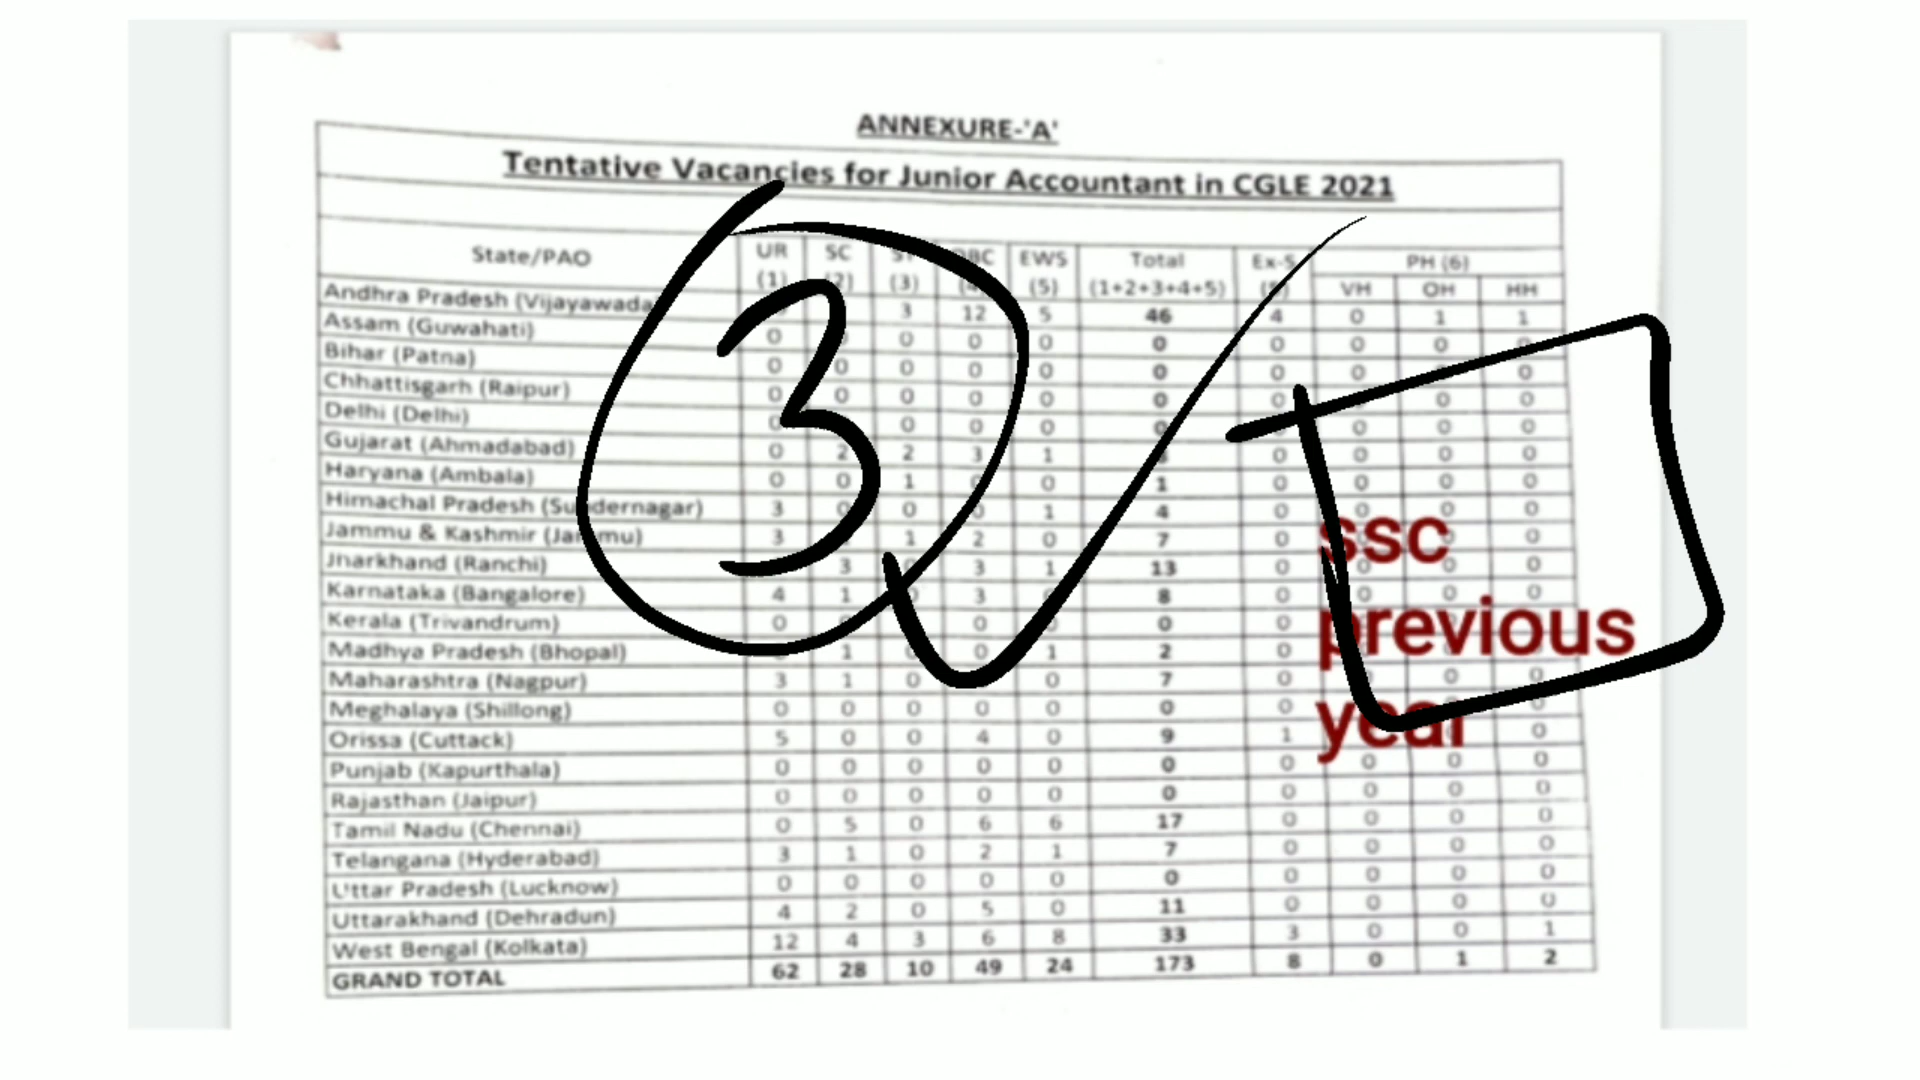 ANNEXURE-'A'
Tentative Vacancies for Junior Accountant in CGLE 2021
State/PAO UR SC OBC EWS Total Ex-S PH (6)
(1) (2) (3) (5) (1+2+3+4+5) VH OH HH
Andhra Pradesh (Vijayawada 3 12 5 46 4 0 1 1
Assam (Guwahati) 0 0 0 0 0 0 0 0
Bihar (Patna) 0 0 0 0 0 0 0 0 0
Chhattisgarh (Raipur) 0 0 0 0 0 0 0 0
Delhi (Delhi) 0 0 0 0 0 0
Gujarat (Ahmadabad) 0 2 2 3 1 0 0 0 0
Haryana (Ambala) 0 0 1 0 1 0 0 0 0
Himachal Pradesh (Sundernagar) 3 0 0 1 4 0 0 0 0
Jammu & Kashmir (Jammu) 3 1 2 0 7 0 0 0
Jharkhand (Ranchi) 3 3 1 13 0 0 0 0
Karnataka (Bangalore) 4 1 3 8 0 0 0
Kerala (Trivandrum) 0 0 0 0
Madhya Pradesh (Bhopal) 1 0 1 2 0
Maharashtra (Nagpur) 3 1 0 0 7 0 0 0
Meghalaya (Shillong) 0 0 0 0 0 0 0 0
Orissa (Cuttack) 5 0 0 4 0 9 1 0
Punjab (Kapurthala) 0 0 0 0 0 0 0 0 0 0
Rajasthan (Jaipur) 0 0 0 0 0 0 0 0 0 0
Tamil Nadu (Chennai) 0 5 0 6 6 17 0 0 0 0
Telangana (Hyderabad) 3 1 0 2 1 7 0 0 0 0
Uttar Pradesh (Lucknow) 0 0 0 0 0 0 0 0 0 0
Uttarakhand (Dehradun) 4 2 0 5 0 11 0 0 0 0
West Bengal (Kolkata) 12 4 3 6 8 33 3 0 0 1
GRAND TOTAL 62 28 10 49 24 173 8 0 1 2
3
ssc
previous
year